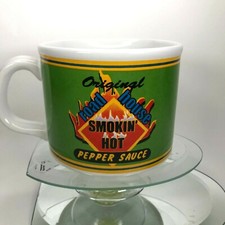 Original
Road House
SMOKIN'
HOT
PEPPER SAUCE